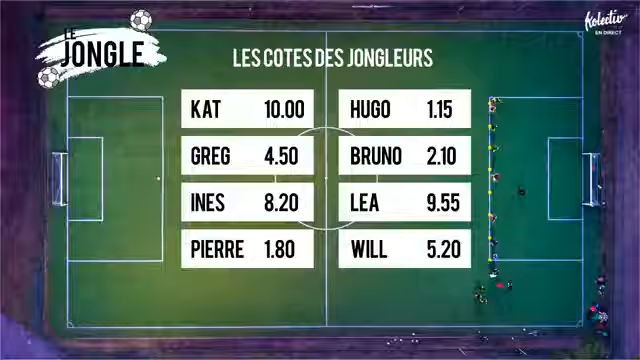 LE
JONGLE
Kolectiv
EN DIRECT
LES COTES DES JONGLEURS
KAT 10.00
GREG 4.50
INES 8.20
PIERRE 1.80
HUGO 1.15
BRUNO 2.10
LEA 9.55
WILL 5.20